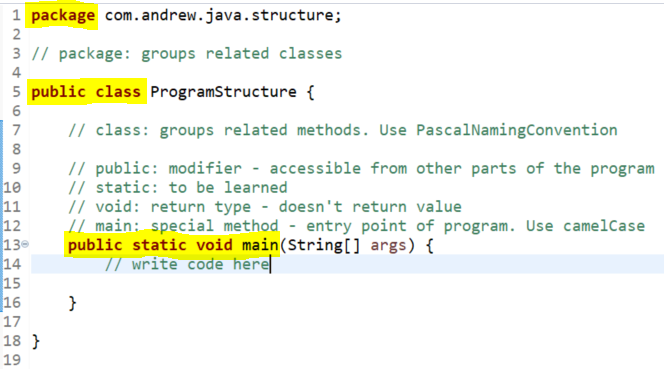 1 package com.andrew.java.structure;
2
3 // package: groups related classes
4
5 public class ProgramStructure {
6
7 // class: groups related methods. Use PascalNamingConvention
8
9 // public: modifier - accessible from other parts of the program
10 // static: to be learned
11 // void: return type - doesn't return value
12 // main: special method - entry point of program. Use camelCase
13 public static void main(String[] args) {
14 // write code here
15
16 }
17
18 }
19